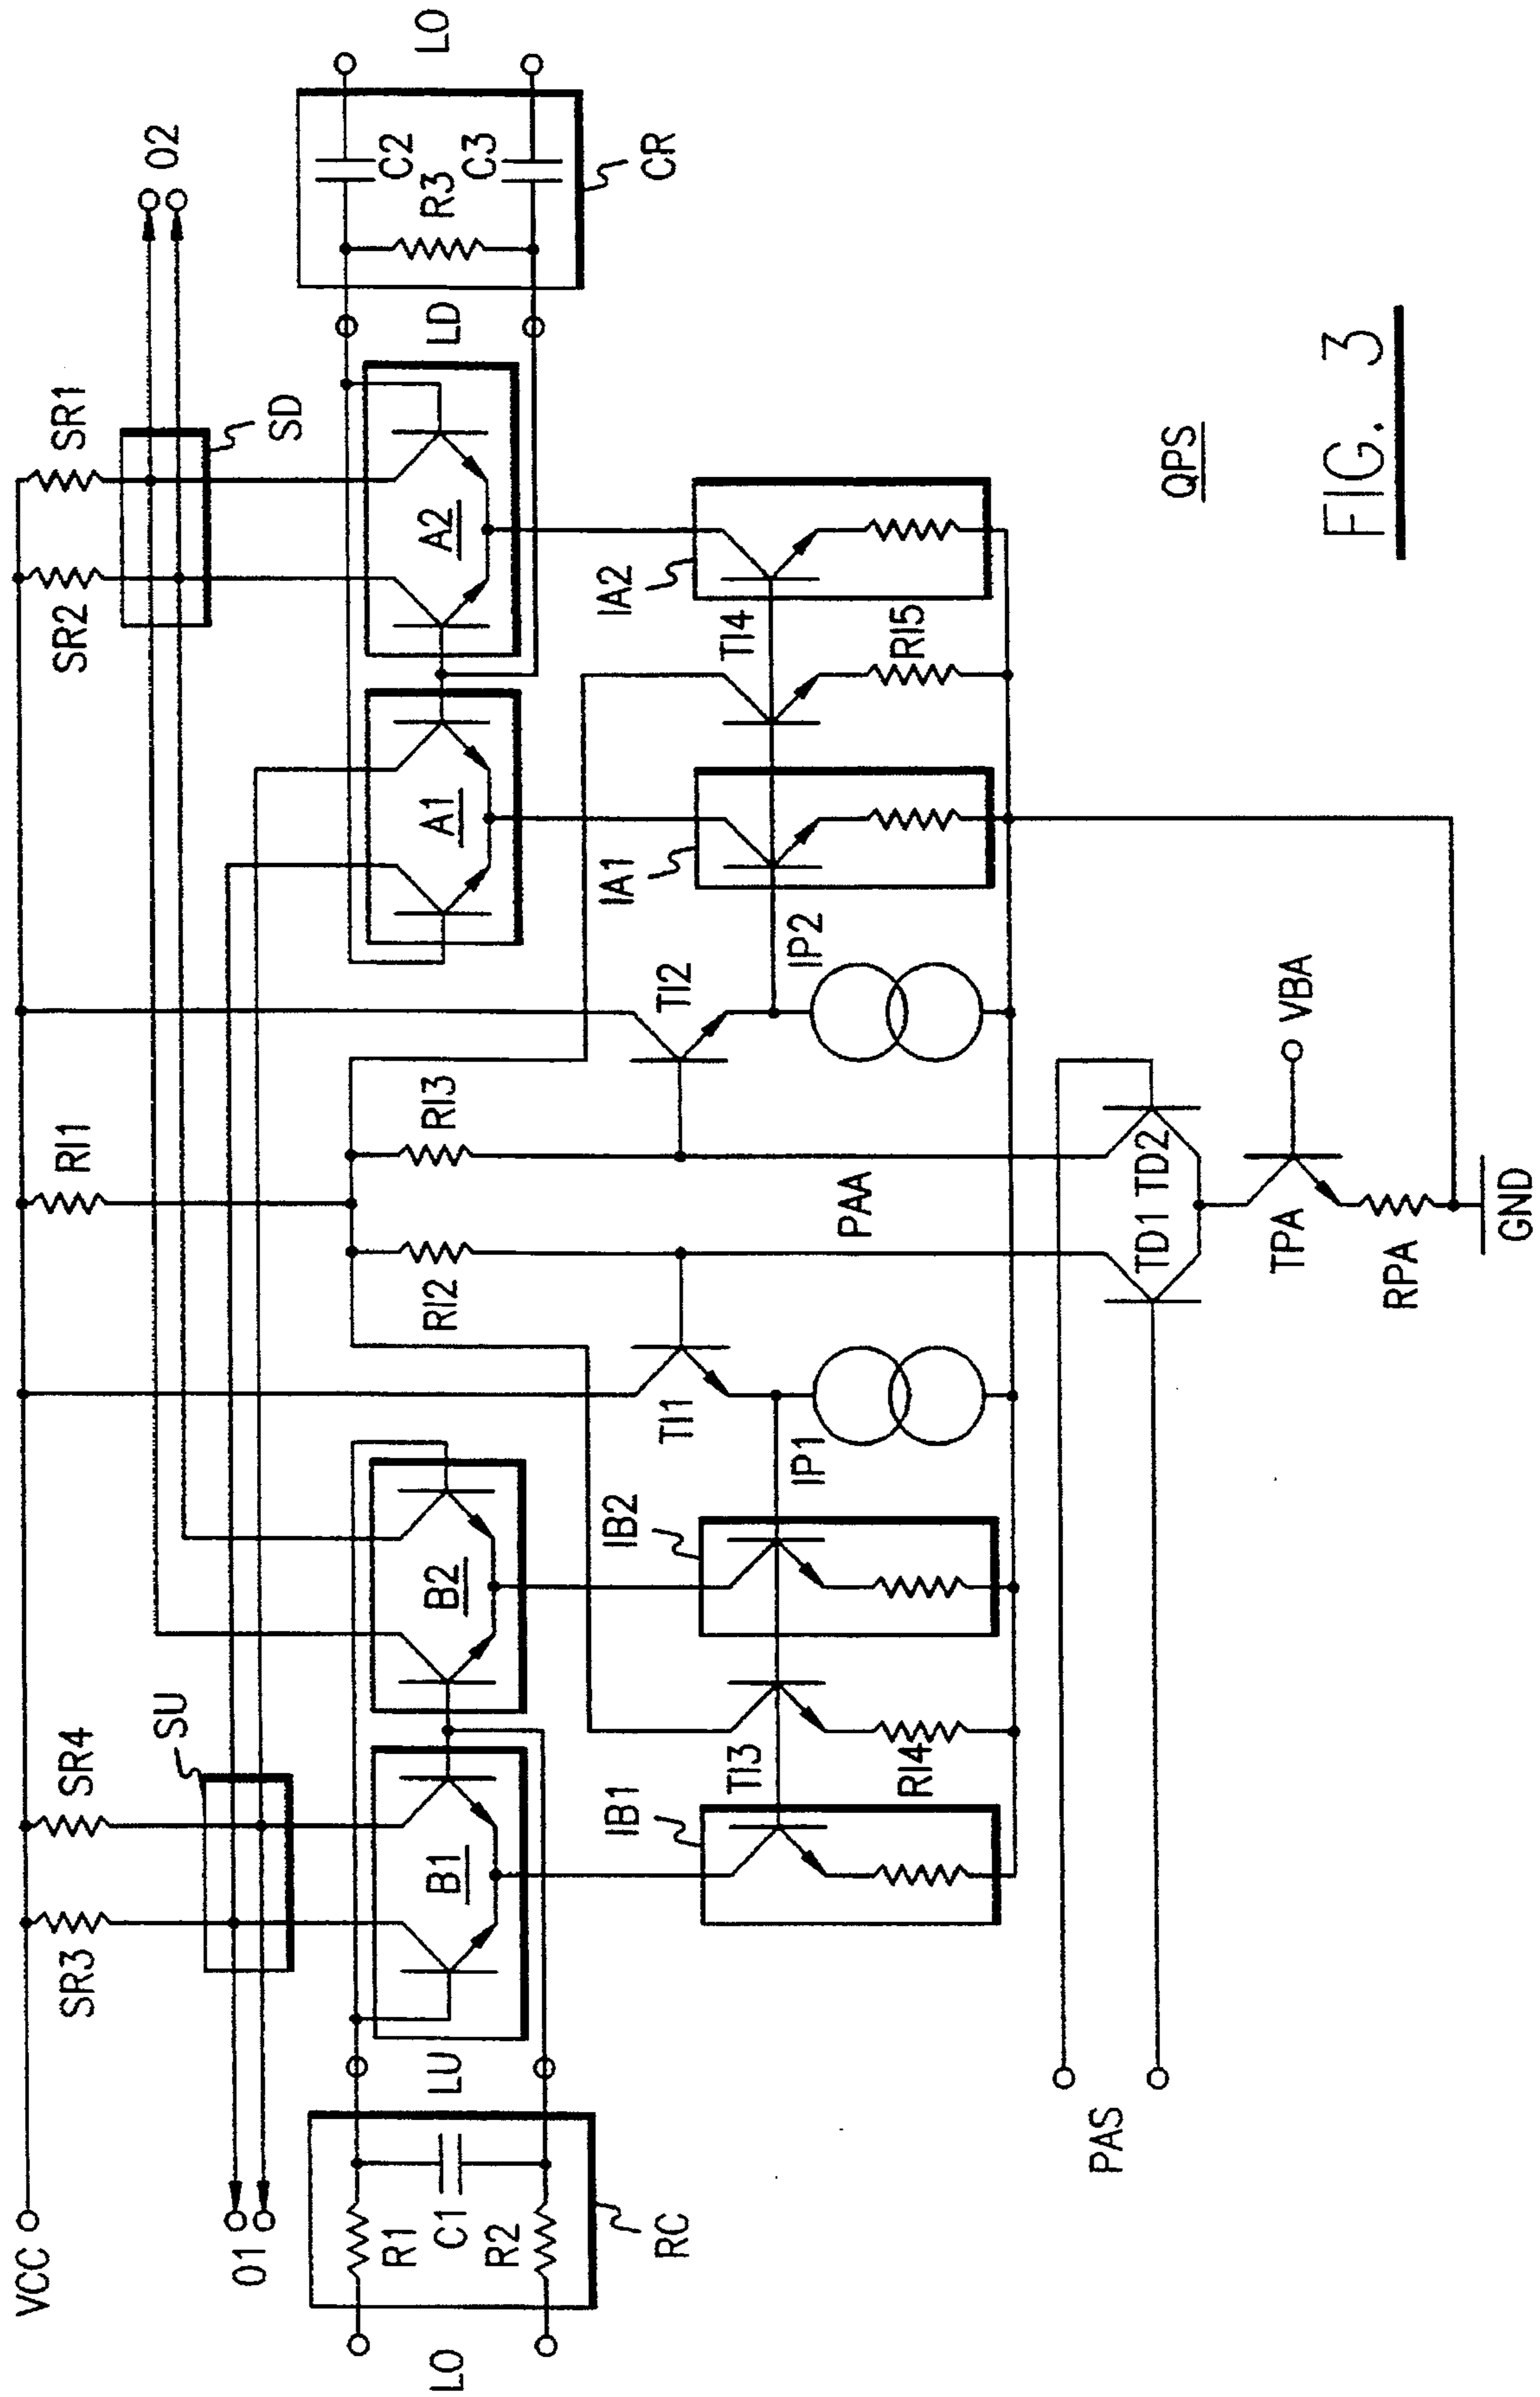 VCC
SR3
SR4
RI1
SR2
SR1
SU
SD
O1
O2
LO
R1
C1
R2
LU
RC
B1
B2
RI2
RI3
A1
A2
LD
C2
R3
C3
LO
CR
TI1
TI2
PAA
IB1
IB2
IA1
IA2
TI3
RI4
IP1
IP2
TI4
RI5
PAS
TD1
TD2
TPA
VBA
RPA
GND
QPS
FIG. 3